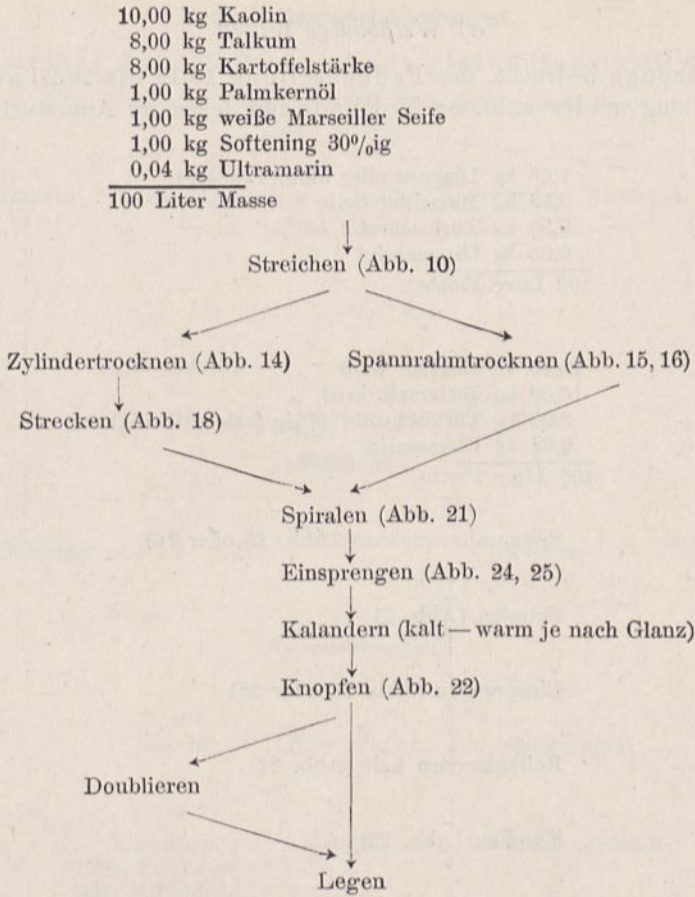 10,00 kg Kaolin
8,00 kg Talkum
8,00 kg Kartoffelstärke
1,00 kg Palmkernöl
1,00 kg weiße Marseiller Seife
1,00 kg Softening 30%ig
0,04 kg Ultramarin
100 Liter Masse
Streichen (Abb. 10)
Zylindertrocknen (Abb. 14) Spannrahmtrocknen (Abb. 15, 16)
Strecken (Abb. 18)
Spiralen (Abb. 21)
Einsprengen (Abb. 24, 25)
Kalandern (kalt — warm je nach Glanz)
Knopfen (Abb. 22)
Doublieren
Legen